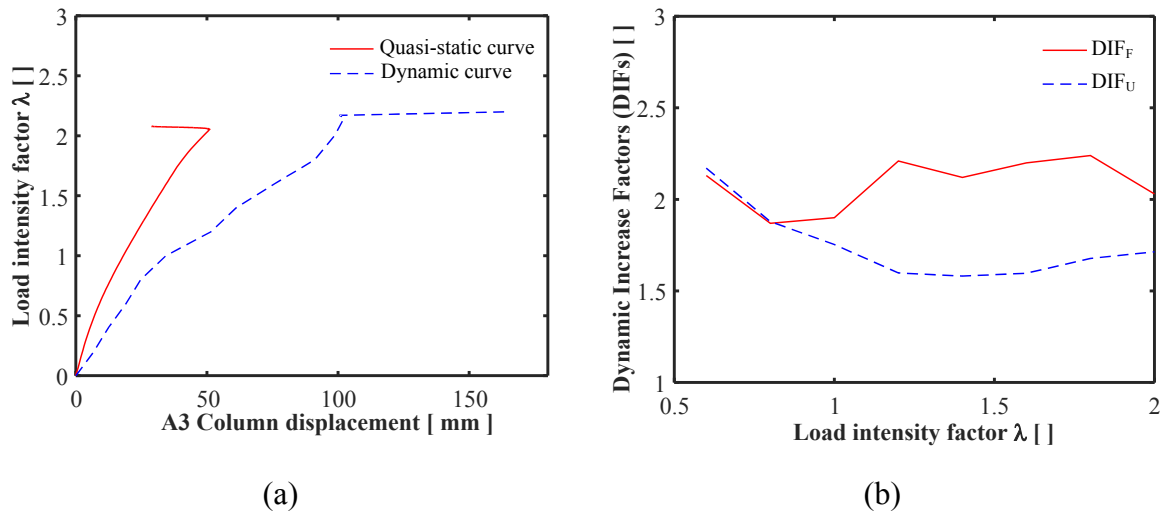 3
2.5
2
1.5
1
0.5
0
0
50
100
150
Load intensity factor λ [ ]
A3 Column displacement [ mm ]
Quasi-static curve
Dynamic curve
(a)
3
2.5
2
1.5
1
0.5
1
1.5
2
Dynamic Increase Factors (DIFs) [ ]
Load intensity factor λ [ ]
DIF_F
DIF_U
(b)